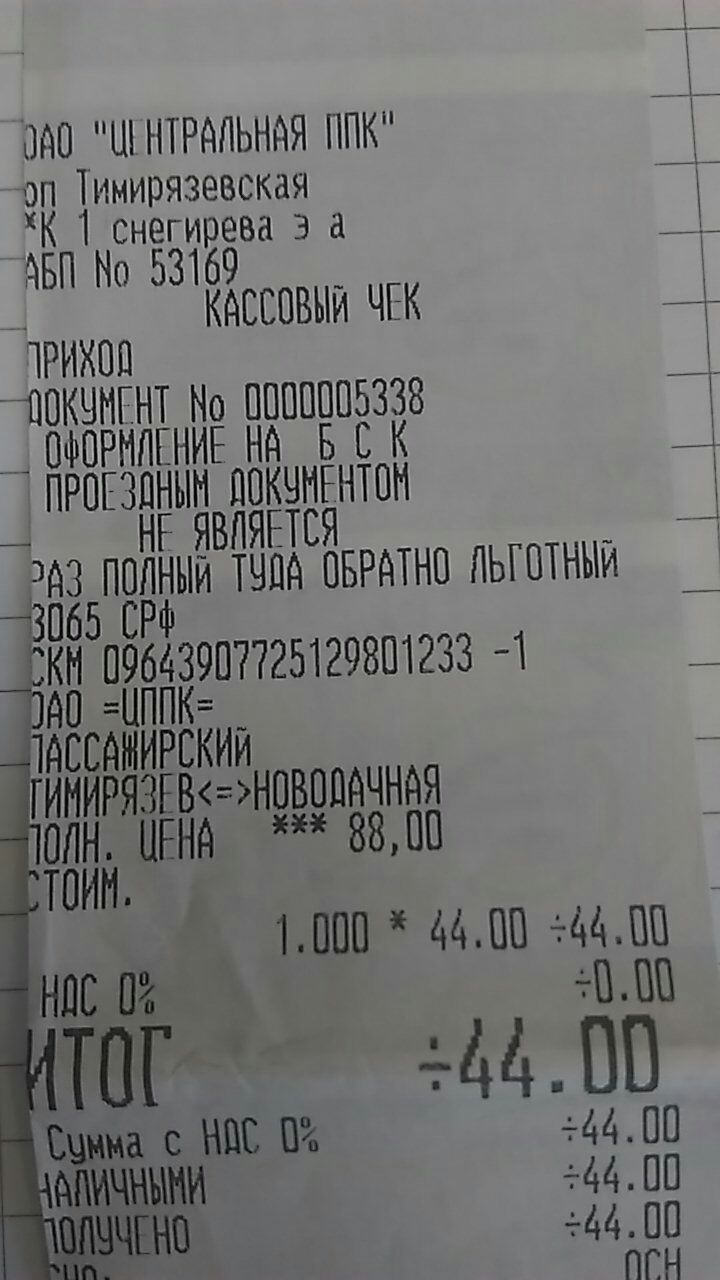 ОАО "ЦЕНТРАЛЬНАЯ ППК"
оп Тимирязевская
*К 1 снегирева э а
АБП No 53169
КАССОВЫЙ ЧЕК
ПРИХОД
ДОКУМЕНТ No 0000005338
ОФОРМЛЕНИЕ НА Б С К
ПРОЕЗДНЫМ ДОКУМЕНТОМ
НЕ ЯВЛЯЕТСЯ
РАЗ ПОЛНЫЙ ТУДА ОБРАТНО ЛЬГОТНЫЙ
3065 СРФ
СКМ 09643907725129801233 -1
ОАО =ЦППК=
ПАССАЖИРСКИЙ
ТИМИРЯЗЕВ<=>НОВОДАЧНАЯ
ПОЛН. ЦЕНА *** 88,00
СТОИМ.
1.000 * 44.00 ÷44.00
НДС 0% ÷0.00
ИТОГ ÷44.00
Сумма с НДС 0% ÷44.00
НАЛИЧНЫМИ ÷44.00
ПОЛУЧЕНО ÷44.00
СНО: ОСН